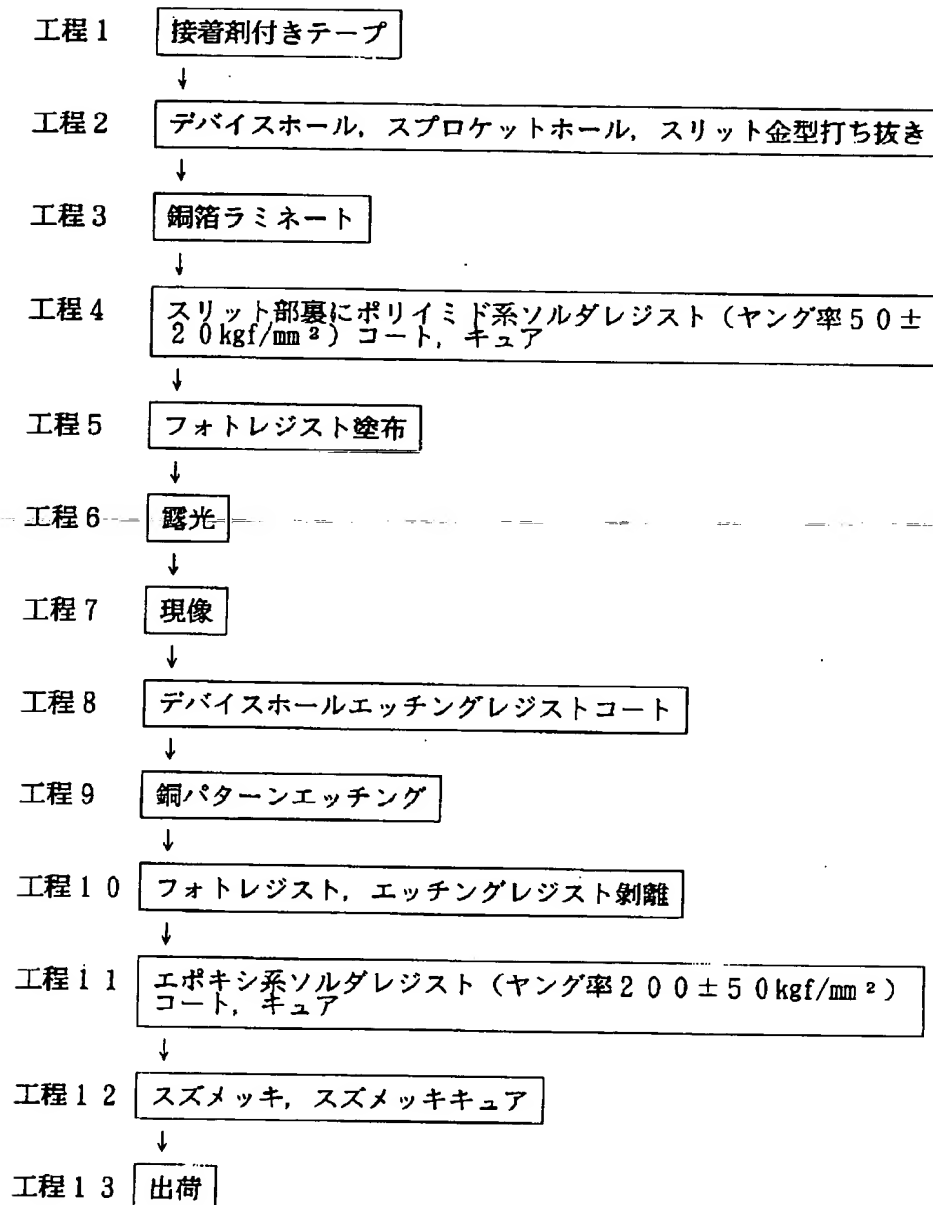 工程1 接着剤付きテープ
↓
工程2 デバイスホール，スプロケットホール，スリット金型打ち抜き
↓
工程3 銅箔ラミネート
↓
工程4 スリット部裏にポリイミド系ソルダレジスト（ヤング率50±
20kgf/mm²）コート，キュア
↓
工程5 フォトレジスト塗布
↓
工程6 露光
↓
工程7 現像
↓
工程8 デバイスホールエッチングレジストコート
↓
工程9 銅パターンエッチング
↓
工程10 フォトレジスト，エッチングレジスト剝離
↓
工程11 エポキシ系ソルダレジスト（ヤング率200±50kgf/mm²）
コート，キュア
↓
工程12 スズメッキ，スズメッキキュア
↓
工程13 出荷